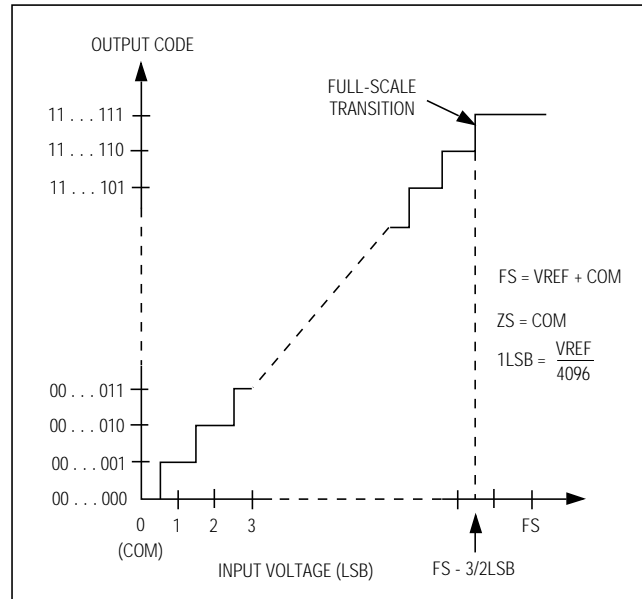 OUTPUT CODE
FULL-SCALE
TRANSITION
11 . . . 111
11 . . . 110
11 . . . 101
FS = VREF + COM
ZS = COM
1LSB = VREF
4096
00 . . . 011
00 . . . 010
00 . . . 001
00 . . . 000
0 1 2 3 FS
(COM)
INPUT VOLTAGE (LSB)
FS - 3/2LSB